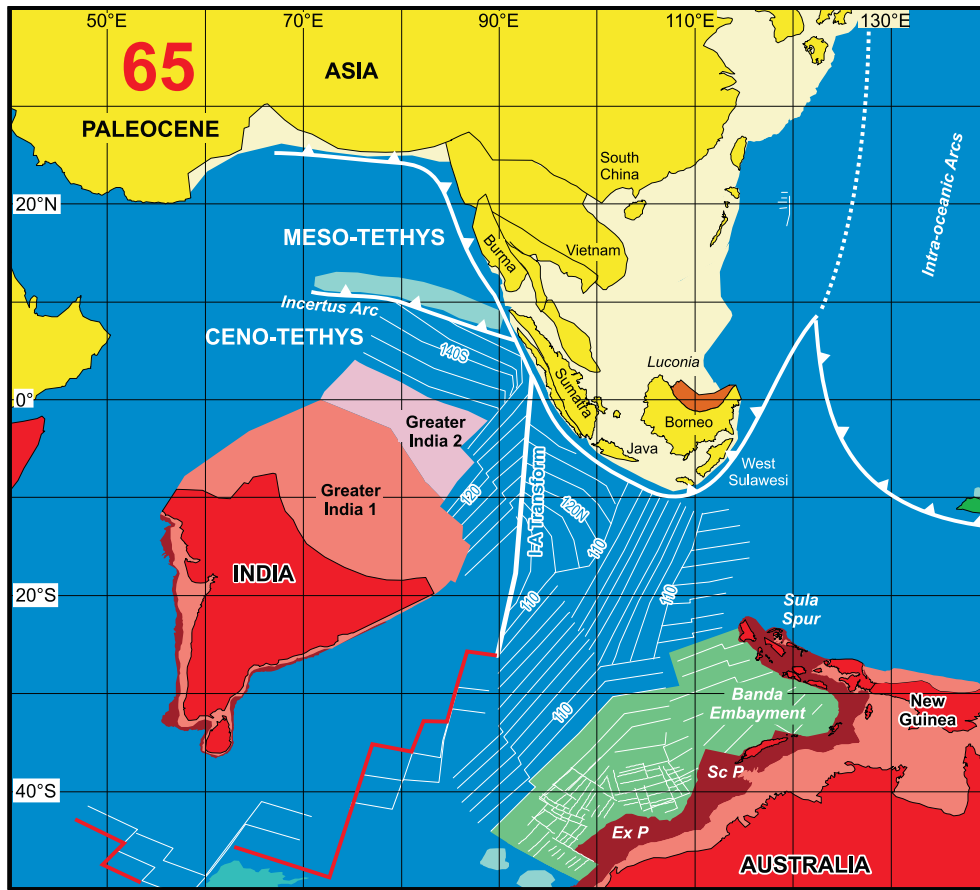 50°E
70°E
90°E
110°E
130°E
65
ASIA
PALEOCENE
South
China
Intra-oceanic Arcs
20°N
MESO-TETHYS
Burma
Vietnam
Incertus Arc
CENO-TETHYS
140S
Luconia
Sumatra
0°
Greater
India 2
Borneo
Java
West
Sulawesi
Greater
India 1
120
I-A Transform
120N
110
INDIA
110
110
20°S
Sula
Spur
Banda
Embayment
New
Guinea
110
Sc P
40°S
Ex P
AUSTRALIA